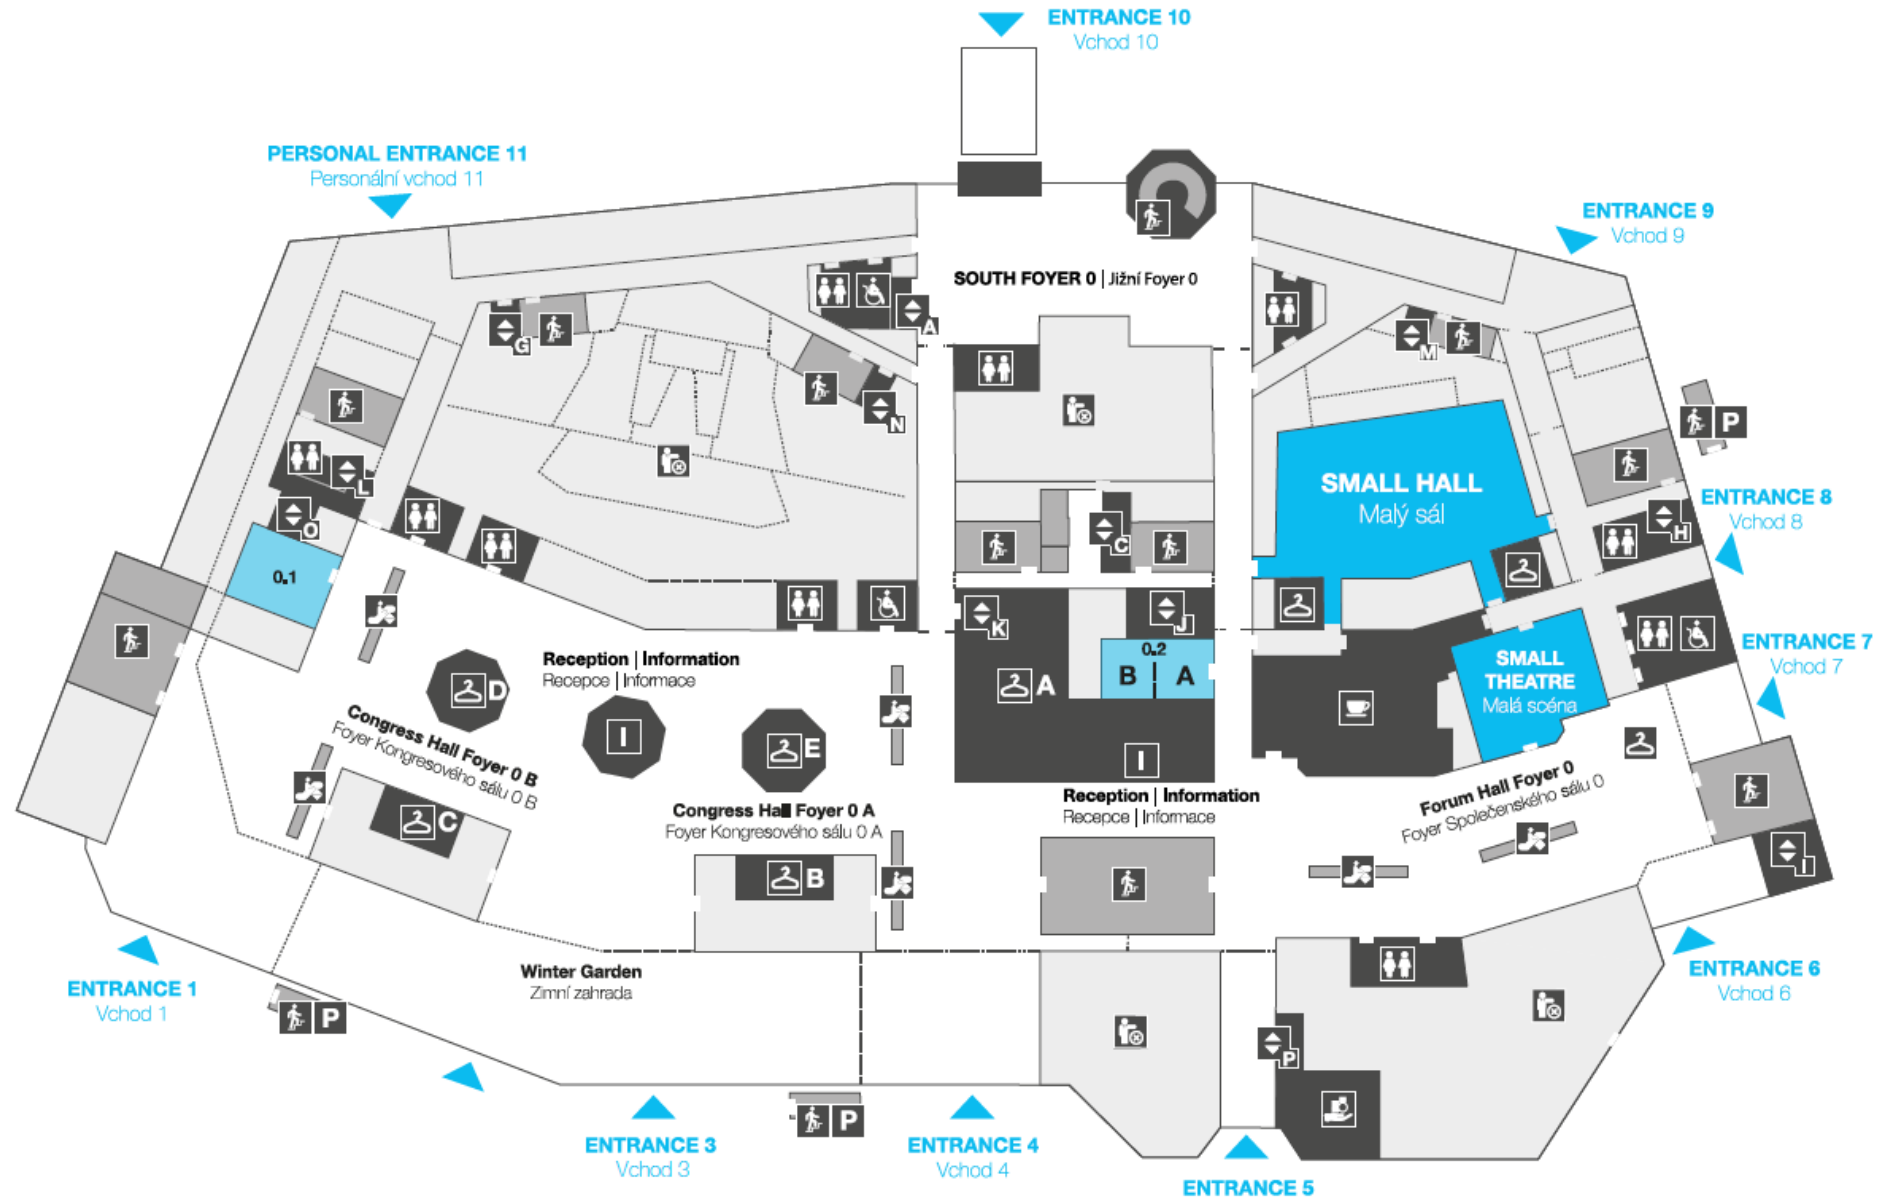 ENTRANCE 10
Vchod 10
PERSONAL ENTRANCE 11
Personální vchod 11
ENTRANCE 9
Vchod 9
SOUTH FOYER 0 | Jižní Foyer 0
A
G
M
N
P
SMALL HALL
Malý sál
L
O
C
H
ENTRANCE 8
Vchod 8
0.1
K
J
0.2
B | A
A
SMALL
THEATRE
Malá scéna
ENTRANCE 7
Vchod 7
Reception | Information
Recepce | Informace
D
I
E
I
Congress Hall Foyer 0 B
Foyer Kongresového sálu 0 B
C
Congress Hall Foyer 0 A
Foyer Kongresového sálu 0 A
B
Reception | Information
Recepce | Informace
Forum Hall Foyer 0
Foyer Společenského sálu 0
I
Winter Garden
Zimní zahrada
ENTRANCE 1
Vchod 1
P
ENTRANCE 6
Vchod 6
P
P
ENTRANCE 3
Vchod 3
ENTRANCE 4
Vchod 4
ENTRANCE 5